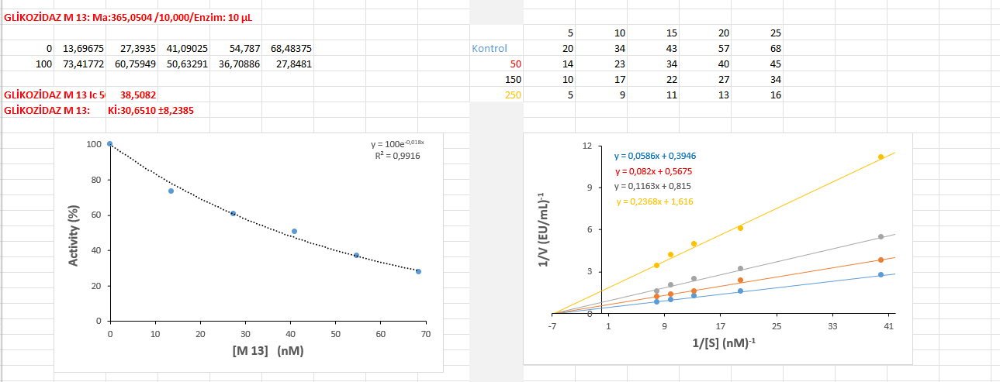 GLİKOZİDAZ M 13: Ma:365,0504 /10,000/Enzim: 10 µL
5 10 15 20 25
0 13,69675 27,3935 41,09025 54,787 68,48375
Kontrol 20 34 43 57 68
100 73,41772 60,75949 50,63291 36,70886 27,8481
50 14 23 34 40 45
150 10 17 22 27 34
GLİKOZİDAZ M 13 Ic 5 38,5082
250 5 9 11 13 16
GLİKOZİDAZ M 13: Kİ:30,6510 ±8,2385
y = 100e-0,018x
R² = 0,9916
100
80
60
40
20
0
0 10 20 30 40 50 60 70
Activity (%)
[M 13] (nM)
y = 0,0586x + 0,3946
y = 0,082x + 0,5675
y = 0,1163x + 0,815
y = 0,2368x + 1,616
12
9
6
3
0
-7 1 9 17 25 33 41
1/V (EU/mL)-1
1/[S] (nM)-1